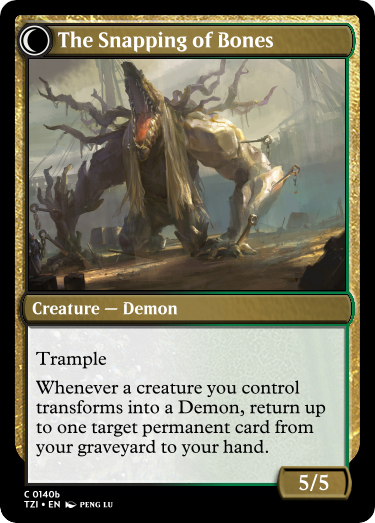 The Snapping of Bones
Creature — Demon
Trample
Whenever a creature you control
transforms into a Demon, return up
to one target permanent card from
your graveyard to your hand.
5/5
C 0140b
TZI • EN PENG LU